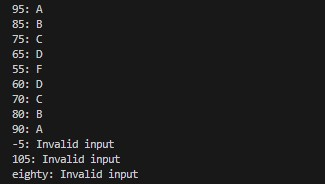 95: A
85: B
75: C
65: D
55: F
60: D
70: C
80: B
90: A
-5: Invalid input
105: Invalid input
eighty: Invalid input